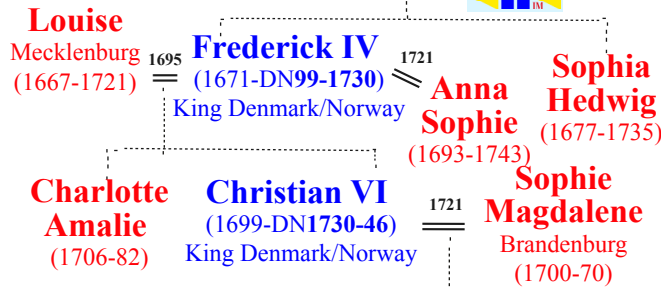 IM
Louise
Mecklenburg
(1667-1721)
1695
Frederick IV
(1671-DN99-1730)
King Denmark/Norway
1721
Anna
Sophie
(1693-1743)
Sophia
Hedwig
(1677-1735)
Charlotte
Amalie
(1706-82)
Christian VI
(1699-DN1730-46)
King Denmark/Norway
1721
Sophie
Magdalene
Brandenburg
(1700-70)